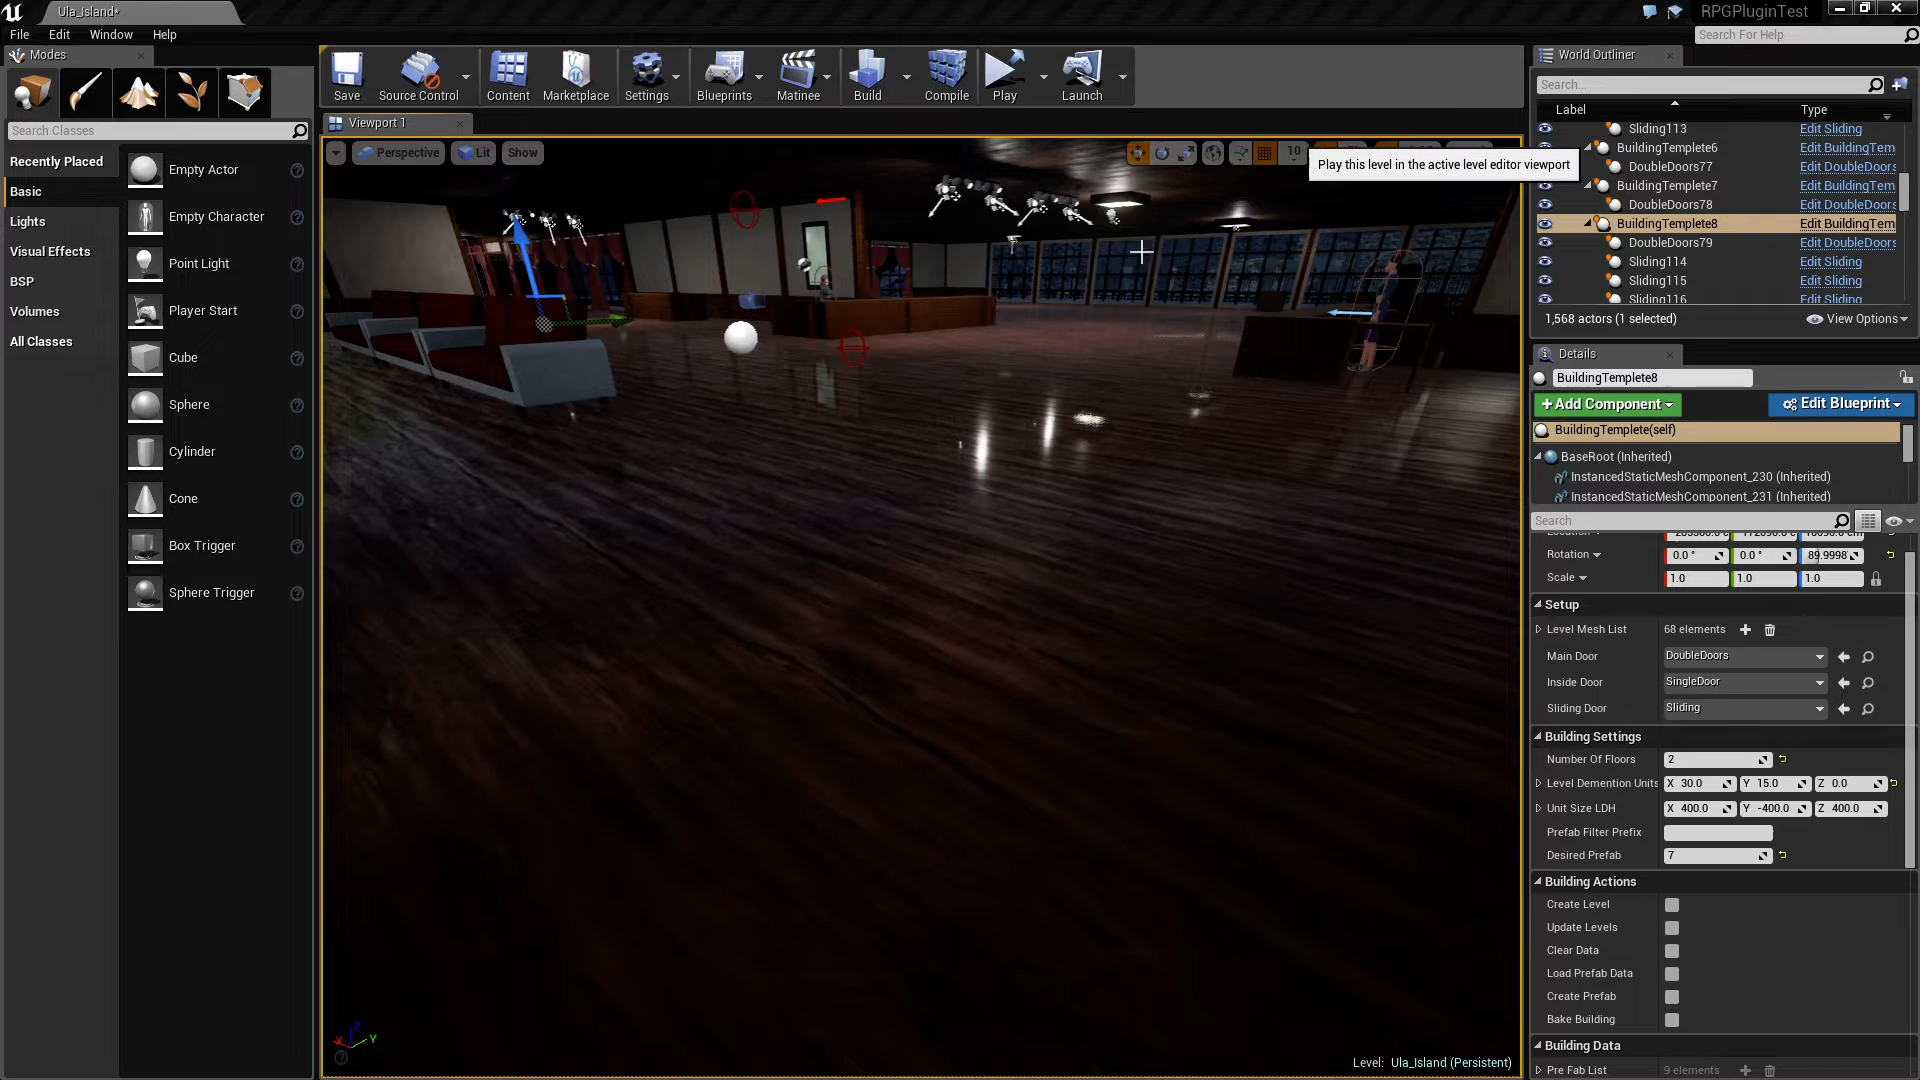 Ula_Island*
RPGPluginTest
File Edit Window Help
Search For Help
Modes
Search Classes
Recently Placed
Basic
Lights
Visual Effects
BSP
Volumes
All Classes
Empty Actor
Empty Character
Point Light
Player Start
Cube
Sphere
Cylinder
Cone
Box Trigger
Sphere Trigger
Save Source Control Content Marketplace Settings Blueprints Matinee Build Compile Play Launch
Viewport 1
Perspective Lit Show 10
Play this level in the active level editor viewport
Level: Ula_Island (Persistent)
World Outliner
Search...
Label Type
Sliding113 Edit Sliding
BuildingTemplete6 Edit BuildingTem
DoubleDoors77 Edit DoubleDoors
BuildingTemplete7 Edit BuildingTem
DoubleDoors78 Edit DoubleDoors
BuildingTemplete8 Edit BuildingTem
DoubleDoors79 Edit DoubleDoors
Sliding114 Edit Sliding
Sliding115 Edit Sliding
Sliding116 Edit Sliding
1,568 actors (1 selected) View Options
Details
BuildingTemplete8
+Add Component Edit Blueprint
BuildingTemplete(self)
BaseRoot (Inherited)
InstancedStaticMeshComponent_230 (Inherited)
InstancedStaticMeshComponent_231 (Inherited)
Search
Location
Rotation 0.0 ° 0.0 ° 89.9998
Scale 1.0 1.0 1.0
Setup
Level Mesh List 68 elements
Main Door DoubleDoors
Inside Door SingleDoor
Sliding Door Sliding
Building Settings
Number Of Floors 2
Level Demention Units X 30.0 Y 15.0 Z 0.0
Unit Size LDH X 400.0 Y -400.0 Z 400.0
Prefab Filter Prefix
Desired Prefab 7
Building Actions
Create Level
Update Levels
Clear Data
Load Prefab Data
Create Prefab
Bake Building
Building Data
Pre Fab List 9 elements